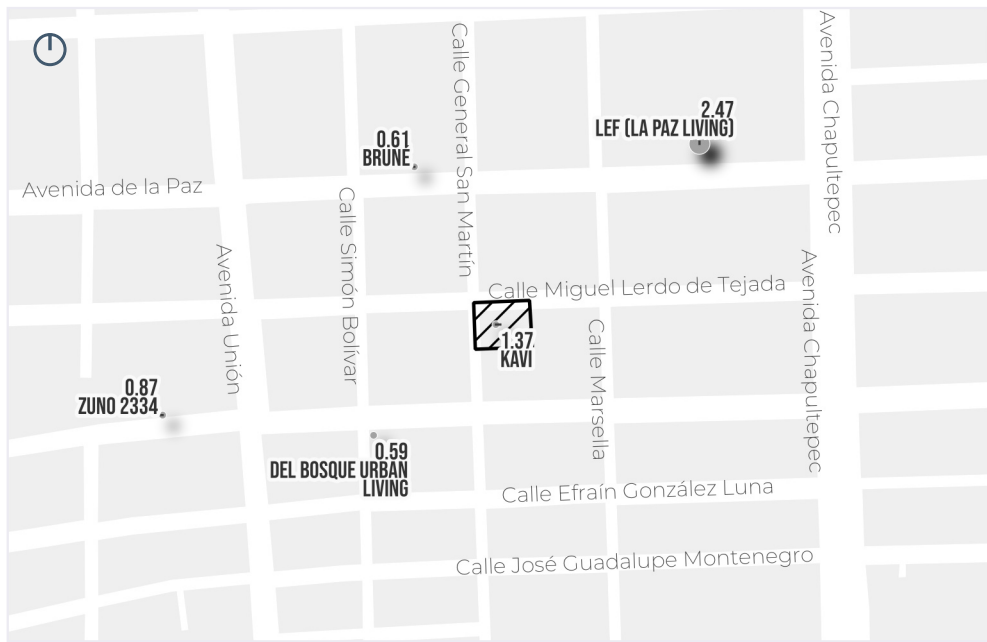 Calle General San Martín
Avenida Chapultepec
2.47
LEF (LA PAZ LIVING)
0.61
BRUNE
Avenida de la Paz
Calle Simón Bolívar
Avenida Unión
Calle Miguel Lerdo de Tejada
Avenida Chapultepec
1.37
KAVI
Calle Marsella
0.87
ZUNO 2334
0.59
DEL BOSQUE URBAN
LIVING
Calle Efraín González Luna
Calle José Guadalupe Montenegro